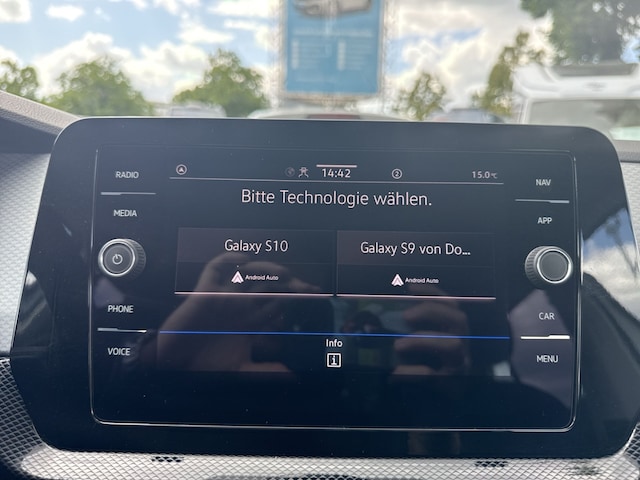 RADIO
MEDIA
PHONE
VOICE
14:42
2
15.0°C
Bitte Technologie wählen.
Galaxy S10
Android Auto
Galaxy S9 von Do...
Android Auto
Info
i
NAV
APP
CAR
MENU